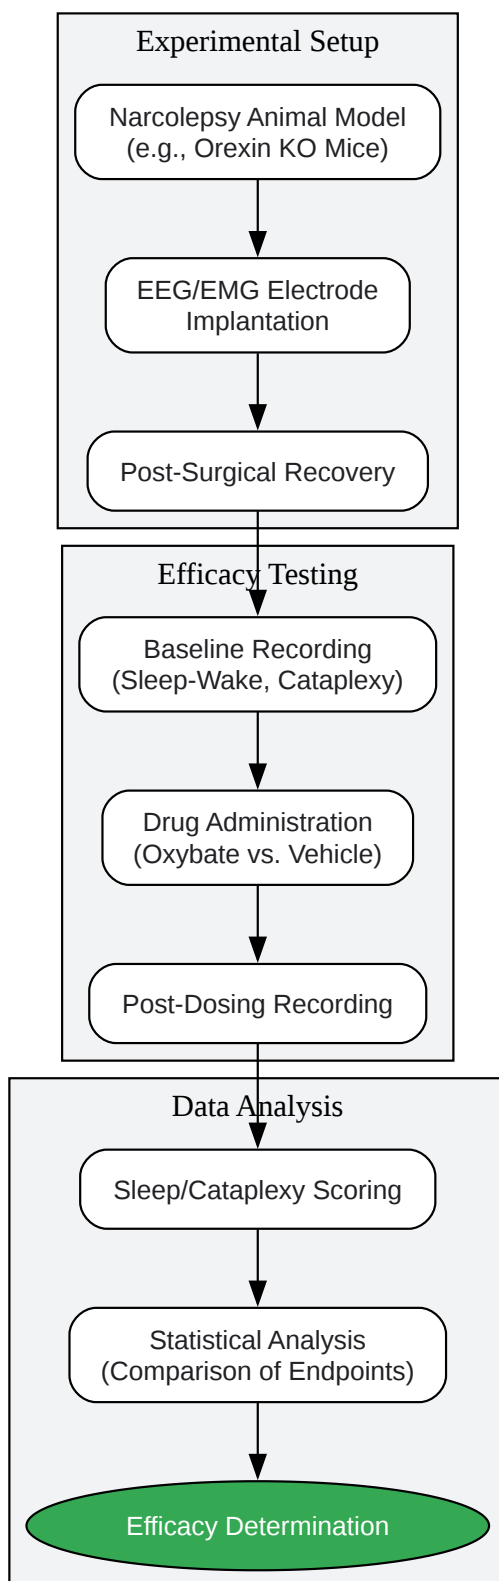 Experimental Setup
Narcolepsy Animal Model
(e.g., Orexin KO Mice)
EEG/EMG Electrode
Implantation
Post-Surgical Recovery
Efficacy Testing
Baseline Recording
(Sleep-Wake, Cataplexy)
Drug Administration
(Oxybate vs. Vehicle)
Post-Dosing Recording
Data Analysis
Sleep/Cataplexy Scoring
Statistical Analysis
(Comparison of Endpoints)
Efficacy Determination